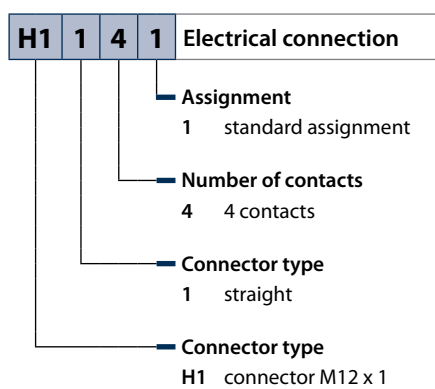 H1 1 4 1 Electrical connection
Assignment
1 standard assignment
Number of contacts
4 4 contacts
Connector type
1 straight
Connector type
H1 connector M12 x 1